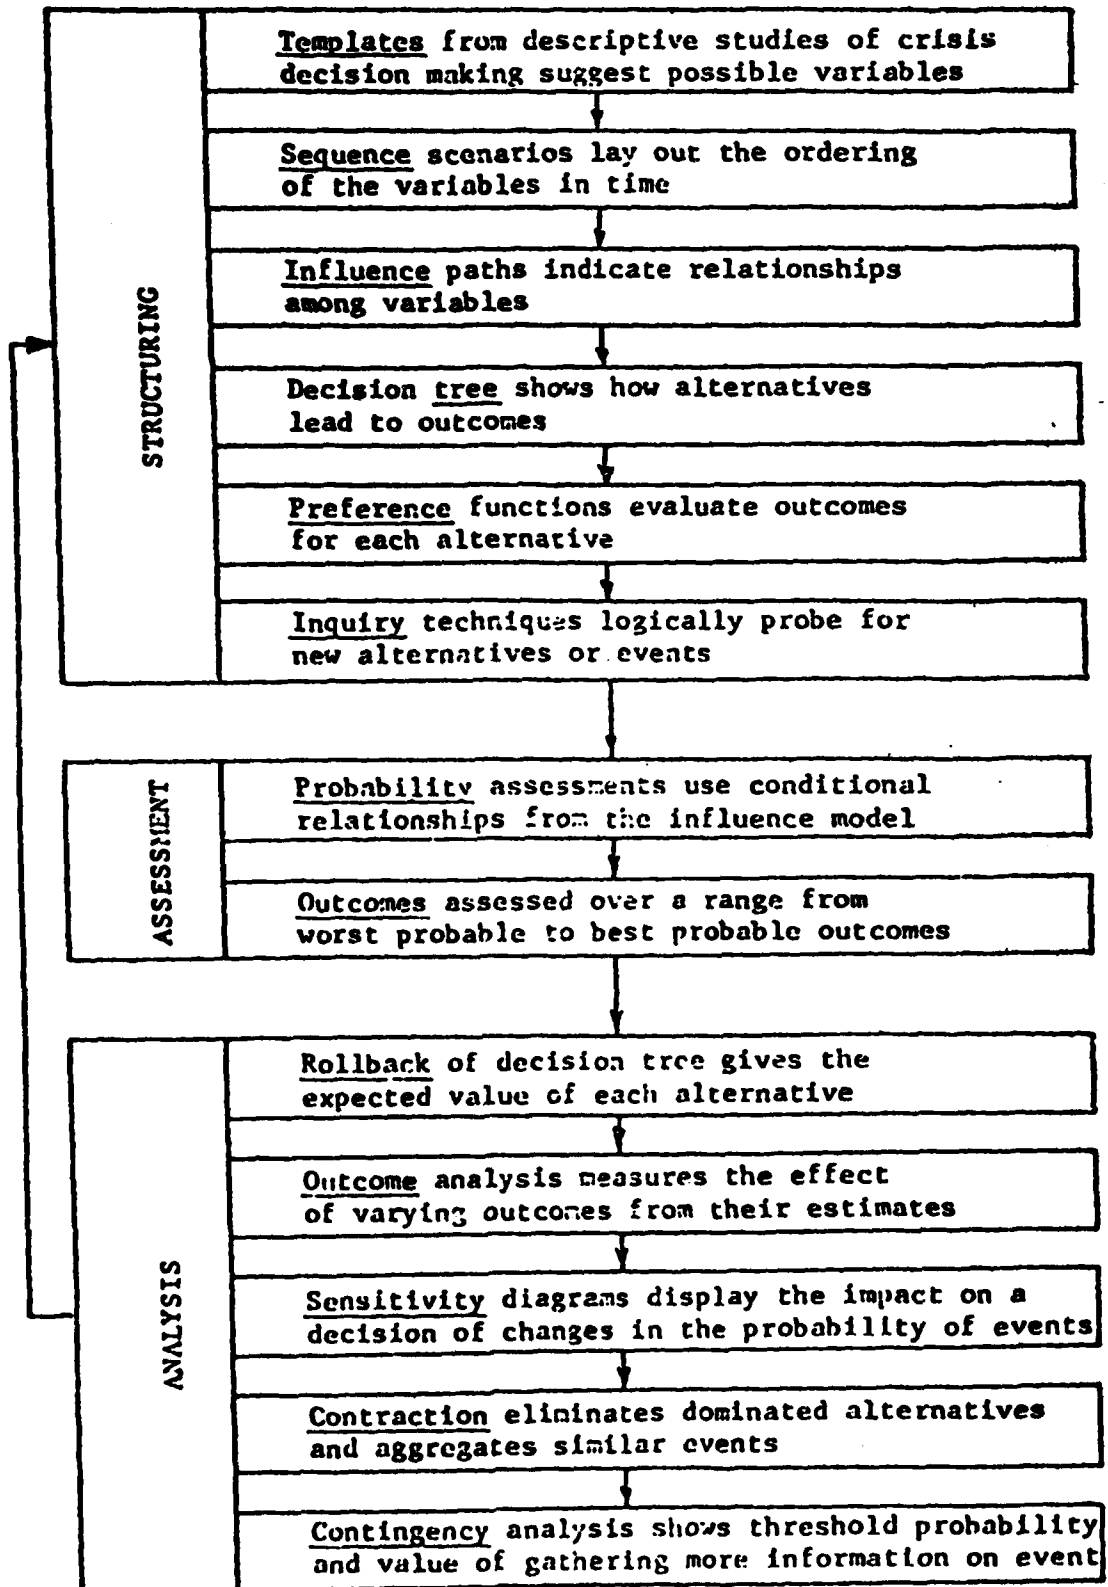 STRUCTURING
Templates from descriptive studies of crisis
decision making suggest possible variables
Sequence scenarios lay out the ordering
of the variables in time
Influence paths indicate relationships
among variables
Decision tree shows how alternatives
lead to outcomes
Preference functions evaluate outcomes
for each alternative
Inquiry techniques logically probe for
new alternatives or events
ASSESSMENT
Probability assessments use conditional
relationships from the influence model
Outcomes assessed over a range from
worst probable to best probable outcomes
ANALYSIS
Rollback of decision tree gives the
expected value of each alternative
Outcome analysis measures the effect
of varying outcomes from their estimates
Sensitivity diagrams display the impact on a
decision of changes in the probability of events
Contraction eliminates dominated alternatives
and aggregates similar events
Contingency analysis shows threshold probability
and value of gathering more information on event